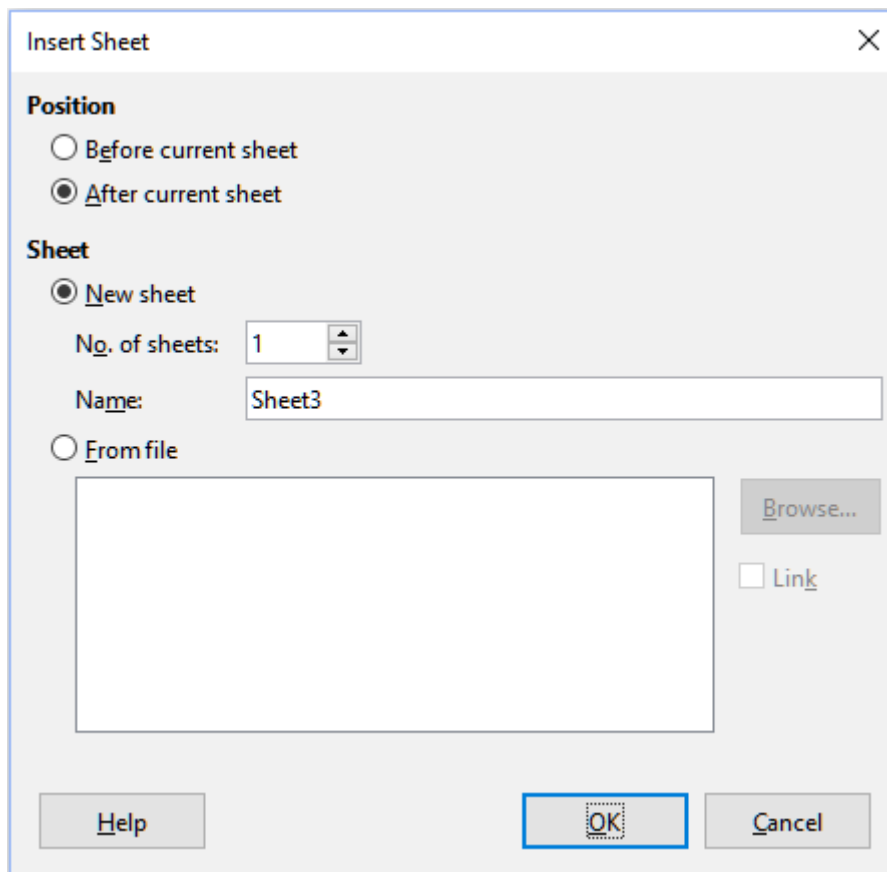 Insert Sheet
Position
Before current sheet
After current sheet
Sheet
New sheet
No. of sheets: 1
Name: Sheet3
From file
Browse...
Link
Help OK Cancel